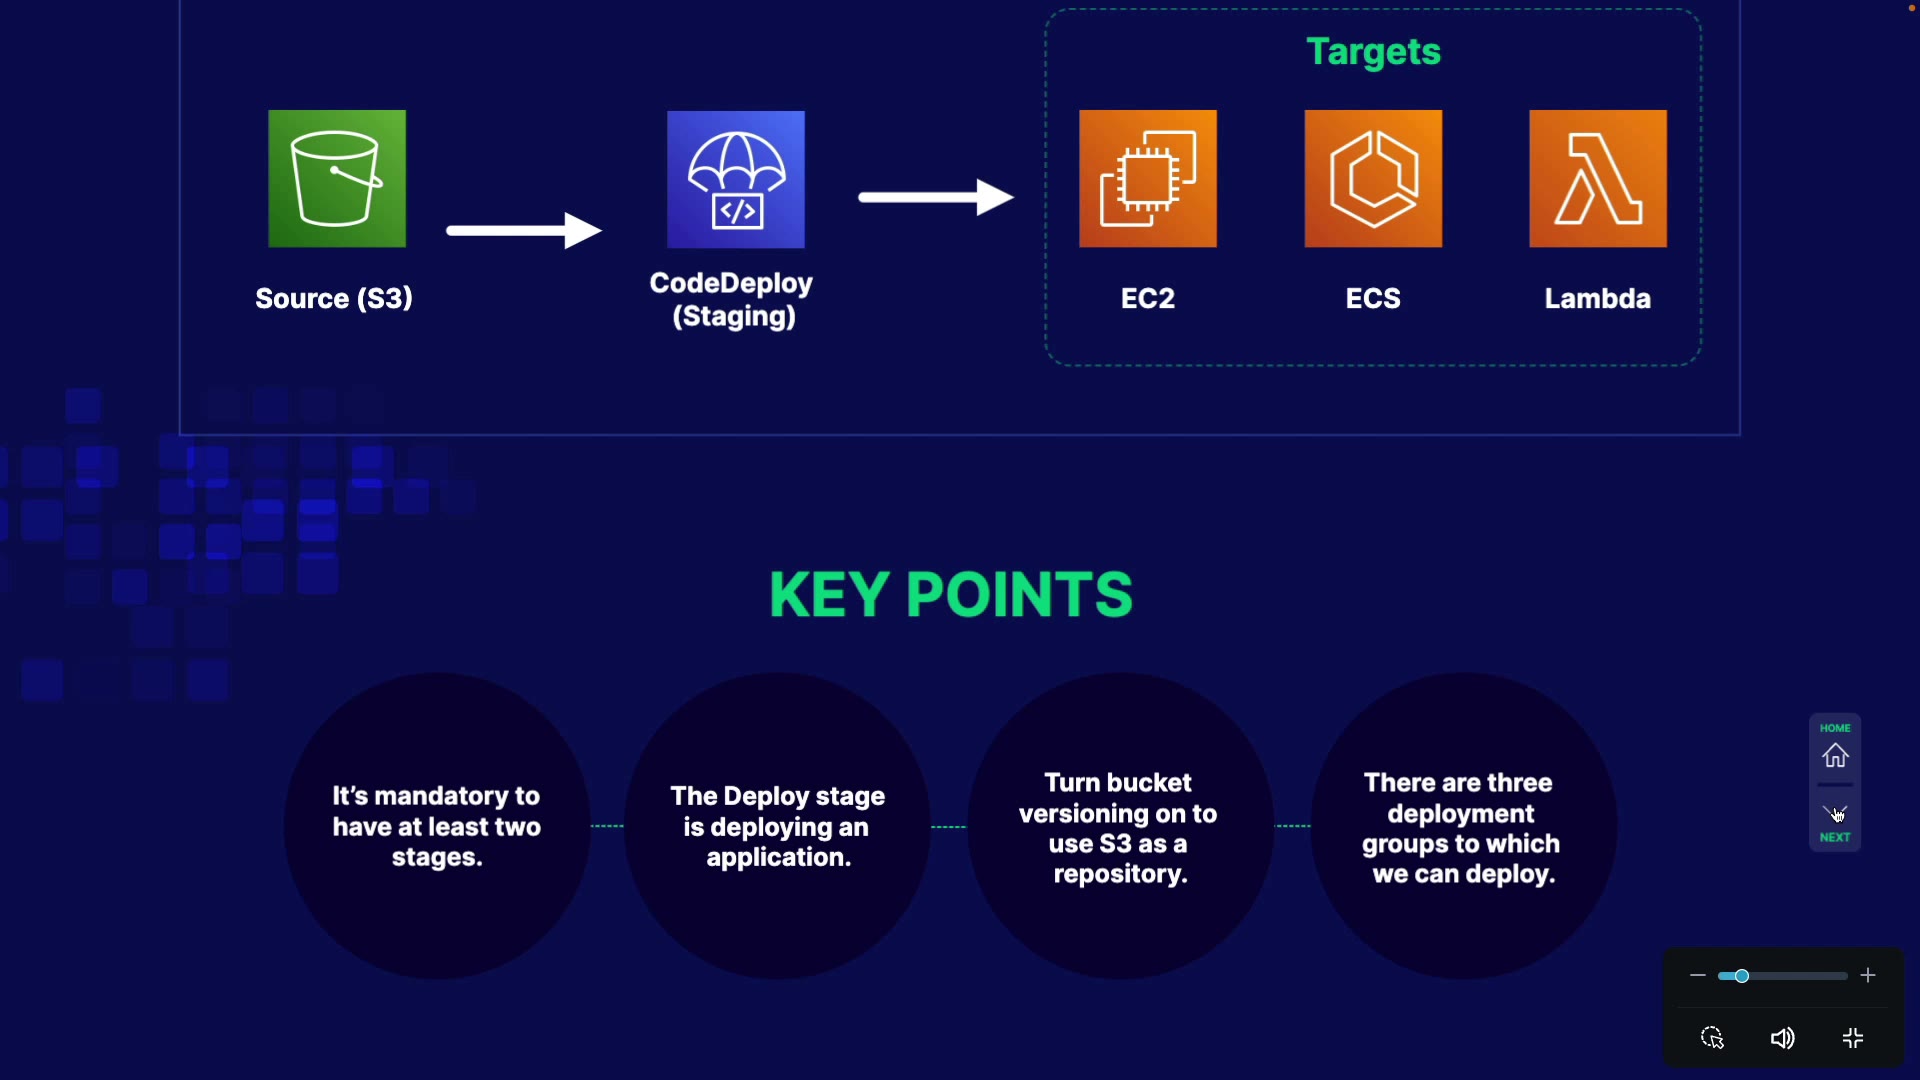 Targets
</>
Source (S3)
CodeDeploy
(Staging)
EC2
ECS
Lambda
KEY POINTS
It's mandatory to
have at least two
stages.
The Deploy stage
is deploying an
application.
Turn bucket
versioning on to
use S3 as a
repository.
There are three
deployment
groups to which
we can deploy.
HOME
NEXT